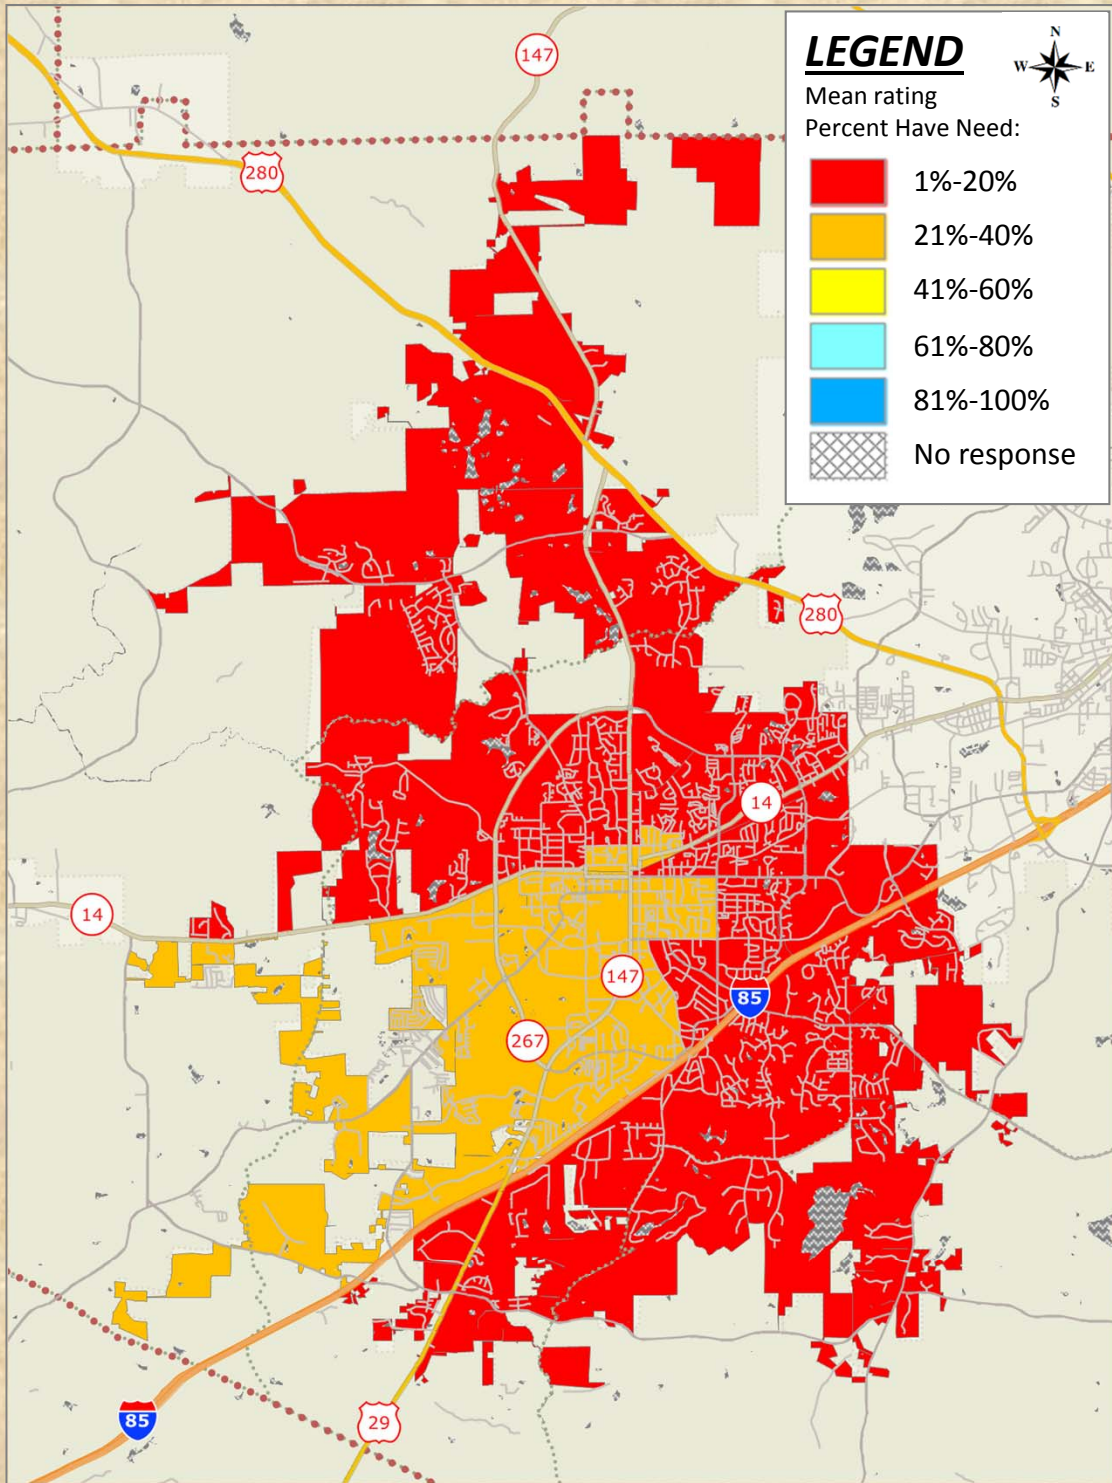 147
LEGEND
N
W E
S
Mean rating
Percent Have Need:
280
1%-20%
21%-40%
41%-60%
61%-80%
81%-100%
No response
280
14
14
147
85
267
85
29